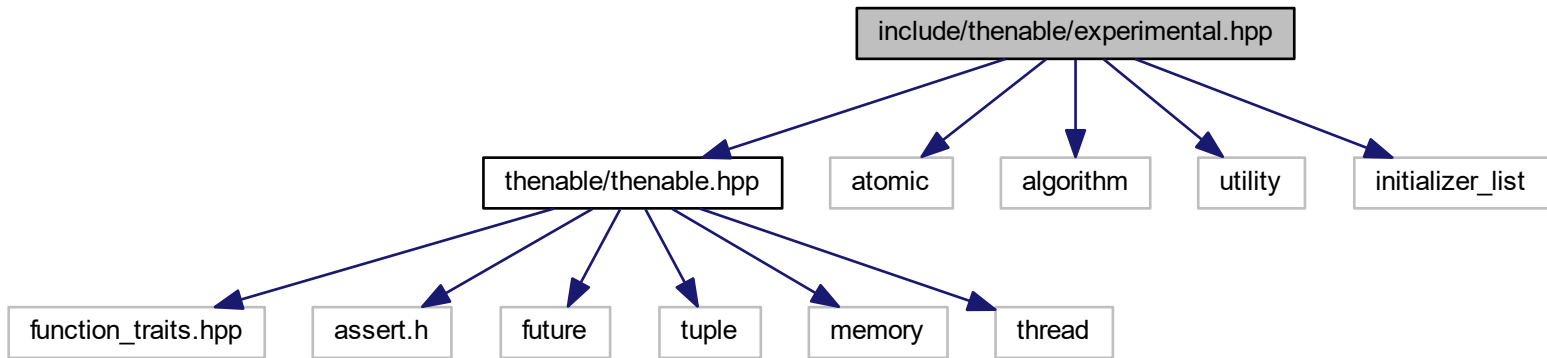 include/thenable/experimental.hpp
thenable/thenable.hpp
atomic
algorithm
utility
initializer_list
function_traits.hpp
assert.h
future
tuple
memory
thread